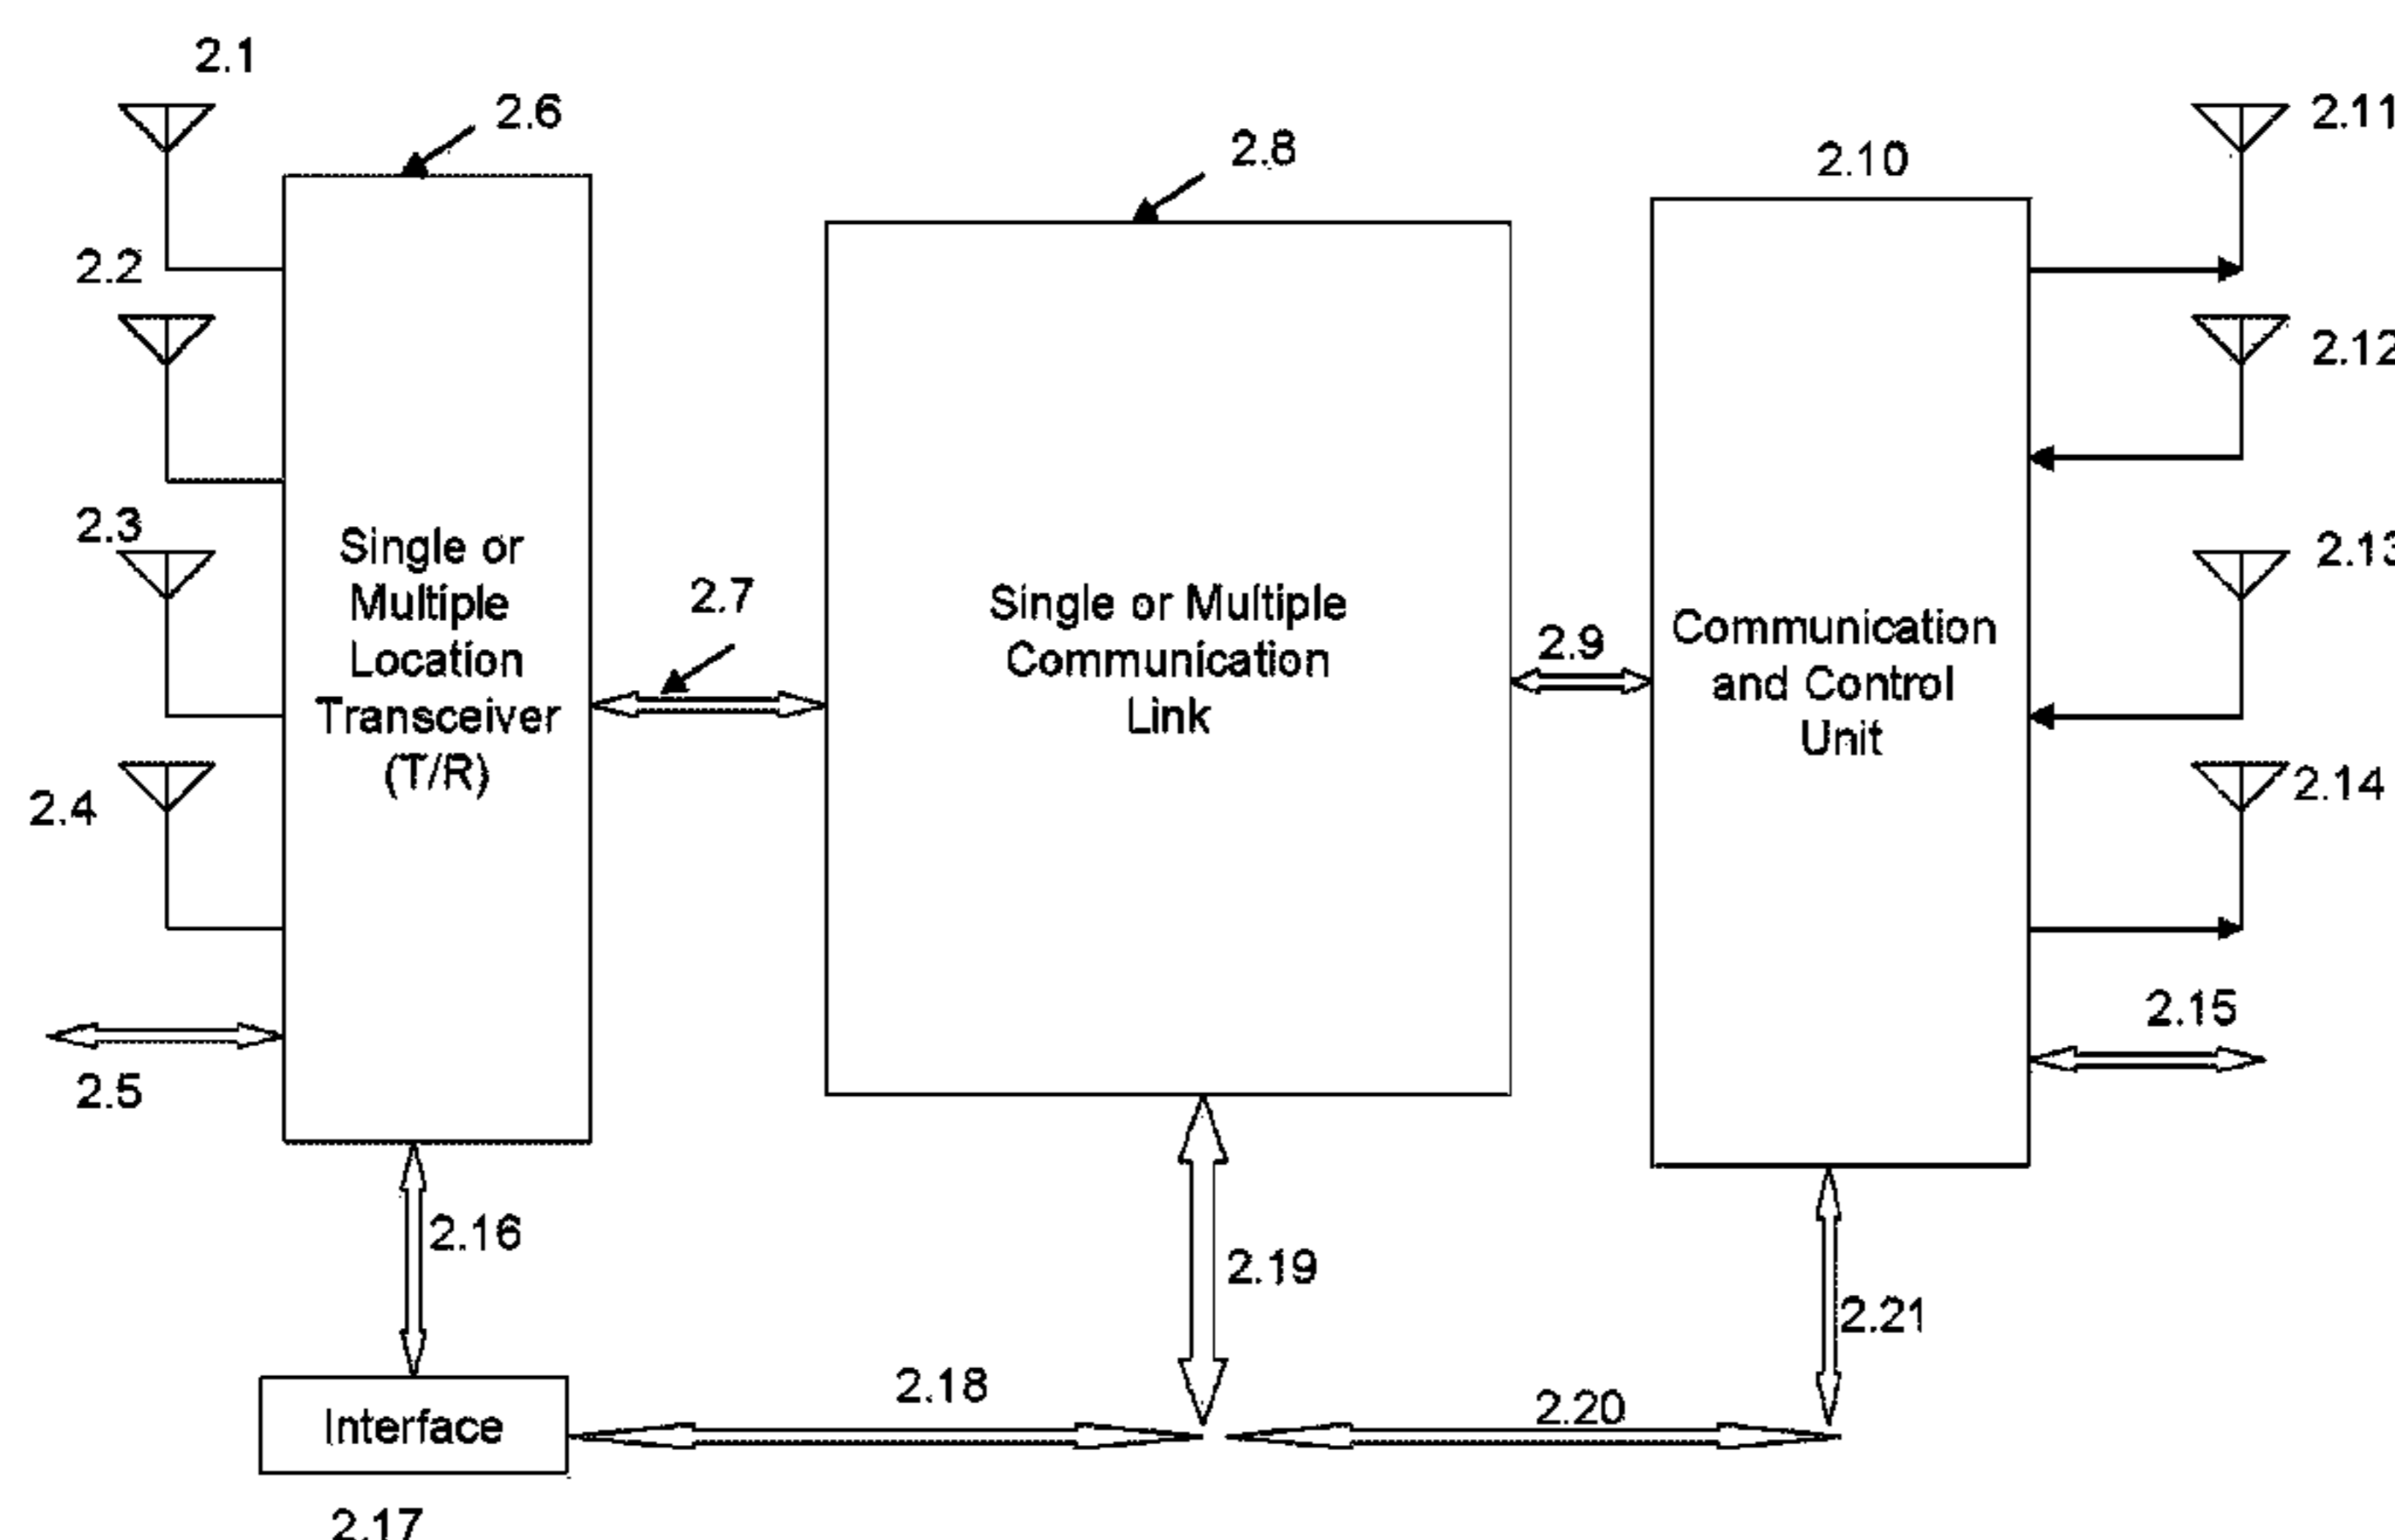 2.1
2.6
2.8
2.10
2.11
2.2
2.12
2.3
2.13
Single or
Multiple
Location
Transceiver
(T/R)
2.7
Single or Multiple
Communication
Link
2.9
Communication
and Control
Unit
2.4
2.14
2.5
2.15
2.16
2.19
2.21
Interface
2.18
2.20
2.17